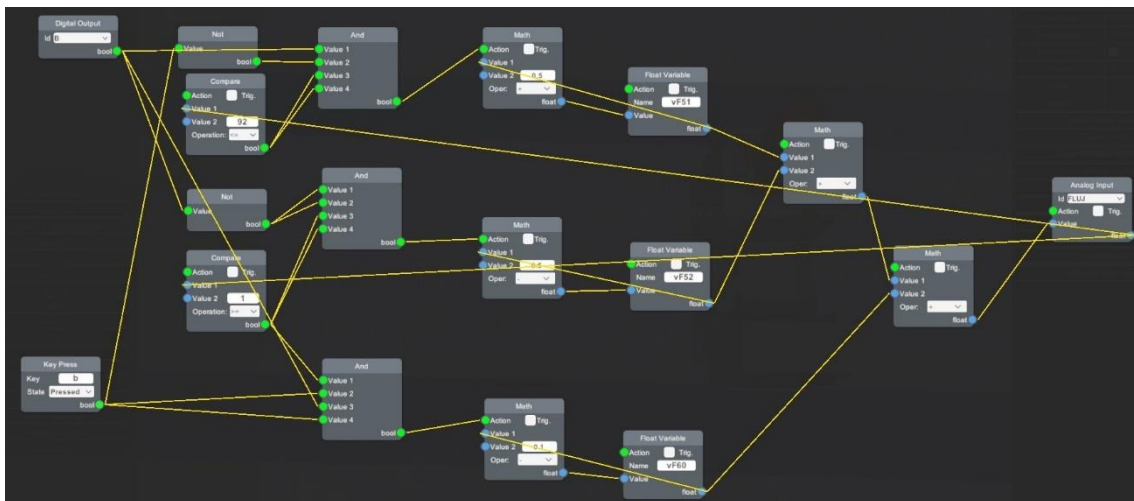 Digital Output
Id B
bool
Not
Value
bool
Compare
Action Trig.
Value 1
Value 2 92
Operation: <=
bool
And
Value 1
Value 2
Value 3
Value 4
bool
Math
Action Trig.
Value 1
Value 2 0.5
Oper: +
float
Float Variable
Action Trig.
Name vF51
Value
float
Math
Action Trig.
Value 1
Value 2
Oper: +
float
Analog Input
Id FLUJ
Action Trig.
Value
float
Not
Value
bool
Compare
Action Trig.
Value 1
Value 2 1
Operation: >=
bool
And
Value 1
Value 2
Value 3
Value 4
bool
Math
Action Trig.
Value 1
Value 2 0.5
Oper: -
float
Float Variable
Action Trig.
Name vF52
Value
float
Math
Action Trig.
Value 1
Value 2
Oper: +
float
Key Press
Key b
State Pressed
bool
And
Value 1
Value 2
Value 3
Value 4
bool
Math
Action Trig.
Value 1
Value 2 0.1
Oper: -
float
Float Variable
Action Trig.
Name vF60
Value
float